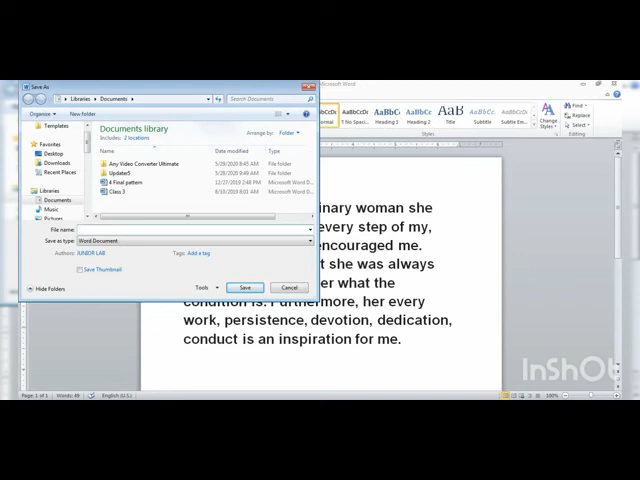 Save As
Microsoft Word
Libraries Documents Search Documents
Organize New folder
Templates
Favorites
Desktop
Downloads
Recent Places
Libraries
Documents
Music
Pictures
Documents library
Includes: 2 locations
Arrange by: Folder
Name Date modified Type
Any Video Converter Ultimate 5/29/2020 8:45 AM File folder
Updater5 5/28/2020 9:49 AM File folder
4 Final pattern 12/27/2019 2:48 PM Microsoft Word D...
Class 3 8/10/2019 8:01 AM Microsoft Word D...
File name:
Save as type: Word Document
Authors: JUNIOR LAB Tags: Add a tag
Save Thumbnail
Hide Folders Tools Save Cancel
AaBbCcDc AaBbC AaBbCc AaB AaBbCc. AaBbCcDc
¶ No Spaci... Heading 1 Heading 2 Title Subtitle Subtle Em...
Change Styles
Styles
Find
Replace
Select
Editing
inary woman she
every step of my,
encouraged me.
t she was always
er what the
condition is. Furthermore, her every
work, persistence, devotion, dedication,
conduct is an inspiration for me.
InShOt
Page: 1 of 1 Words: 49 English (U.S.) 100%